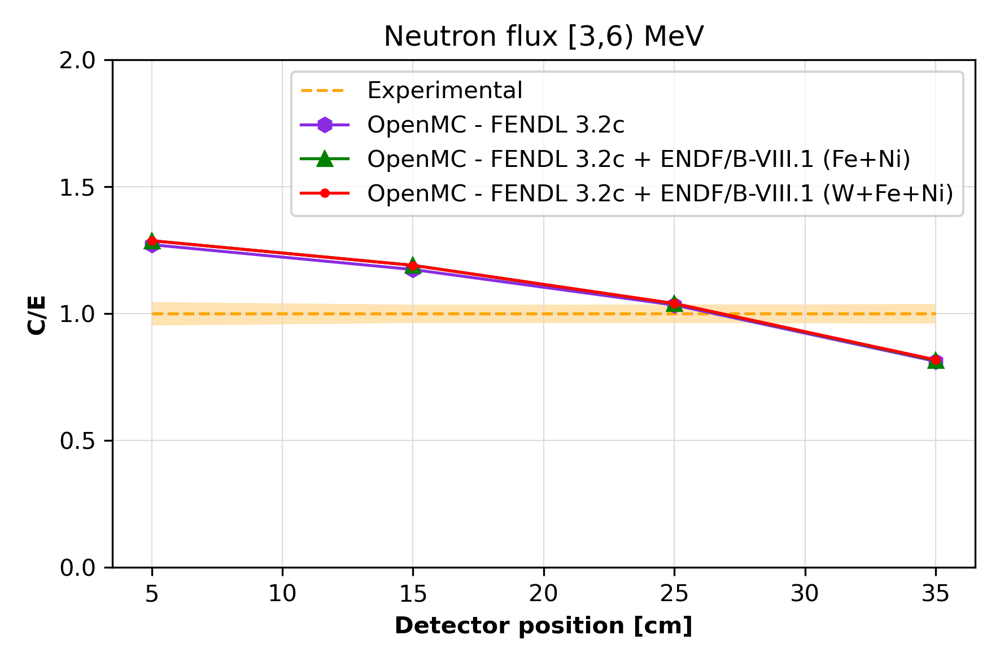 Neutron flux [3,6) MeV
2.0
1.5
1.0
0.5
0.0
C/E
Experimental
OpenMC - FENDL 3.2c
OpenMC - FENDL 3.2c + ENDF/B-VIII.1 (Fe+Ni)
OpenMC - FENDL 3.2c + ENDF/B-VIII.1 (W+Fe+Ni)
5 10 15 20 25 30 35
Detector position [cm]